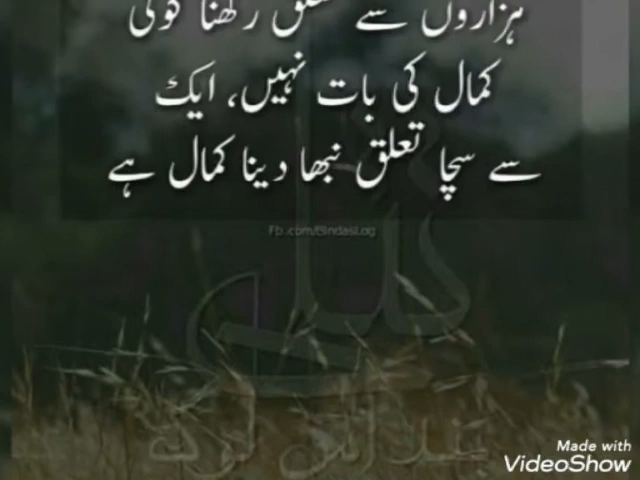 ہزاروں سے تعلق رکھنا کوئی
کمال کی بات نہیں، ایک
سے سچا تعلق نبھا دینا کمال ہے
Fb.com/BindasLog
Made with
VideoShow